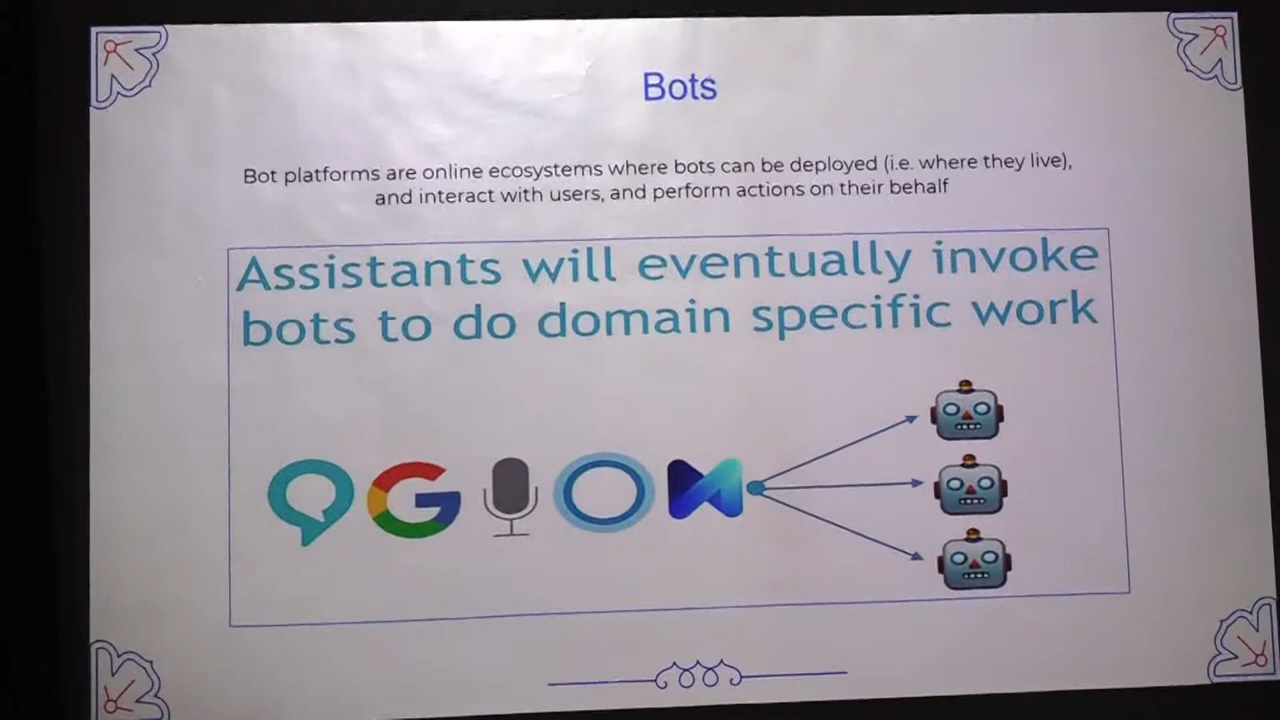 Bots
Bot platforms are online ecosystems where bots can be deployed (i.e. where they live),
and interact with users, and perform actions on their behalf
Assistants will eventually invoke
bots to do domain specific work